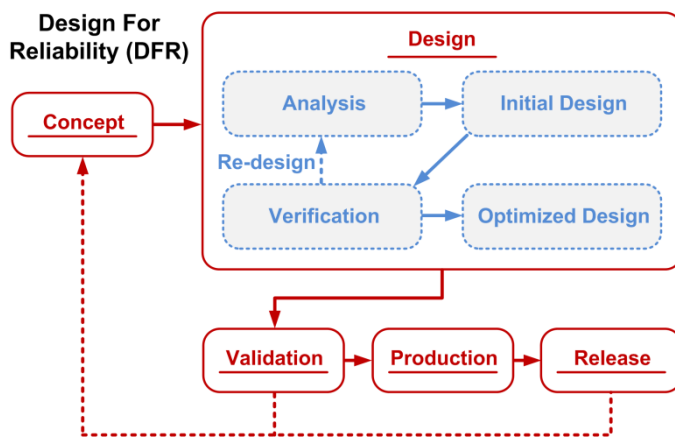 Design For
Reliability (DFR)
Design
Concept
Analysis
Initial Design
Re-design
Verification
Optimized Design
Validation
Production
Release